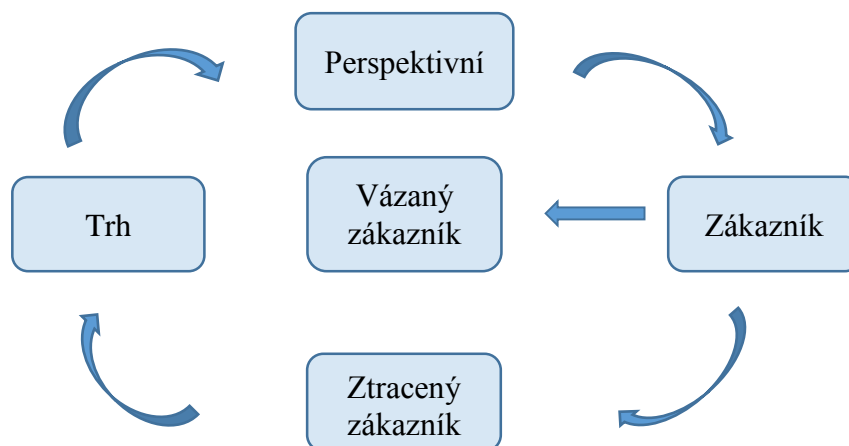 Perspektivní
Trh
Vázaný
zákazník
Zákazník
Ztracený
zákazník